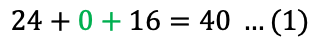 24 + 0 + 16 = 40 ...(1)